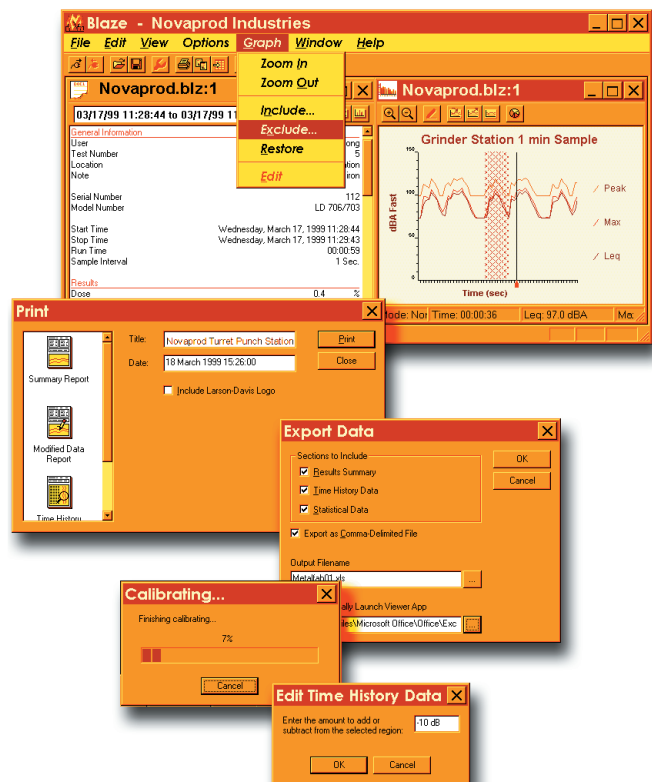 Blaze - Novaprod Industries
File Edit View Options Graph Window Help
Zoom In
Zoom Out
Include...
Exclude...
Restore
Edit
Novaprod.blz:1
03/17/99 11:28:44 to 03/17/99 11
General Information
User ong
Test Number 5
Location tion
Note iron
Serial Number 112
Model Number LD 706/703
Start Time Wednesday, March 17, 1999 11:28:44
Stop Time Wednesday, March 17, 1999 11:29:43
Run Time 00:00:59
Sample Interval 1 Sec.
Results
Dose 0.4 %
Novaprod.blz:1
Grinder Station 1 min Sample
150
100
50
0
dBA Fast
Time (sec)
Peak
Max
Leq
Mode: Nor Time: 00:00:36 Leq: 97.0 dBA Ma:
Print
Summary Report
Modified Data
Report
Time History
Title: Novaprod Turret Punch Station
Date: 18 March 1999 15:26:00
Include Larson-Davis Logo
Print
Close
Export Data
Sections to Include
Results Summary
Time History Data
Statistical Data
Export as Comma-Delimited File
OK
Cancel
Output Filename
Metalfab01.xls
...
ally Launch Viewer App
les\Microsoft Office\Office\Exc
...
Calibrating...
Finishing calibrating...
7%
Cancel
Edit Time History Data
Enter the amount to add or
subtract from the selected region:
-10 dB
OK
Cancel